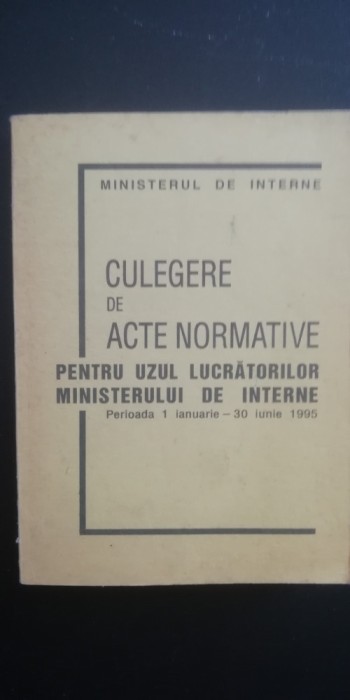 MINISTERUL DE INTERNE
CULEGERE
DE
ACTE NORMATIVE
PENTRU UZUL LUCRĂTORILOR
MINISTERULUI DE INTERNE
Perioada 1 ianuarie – 30 iunie 1995